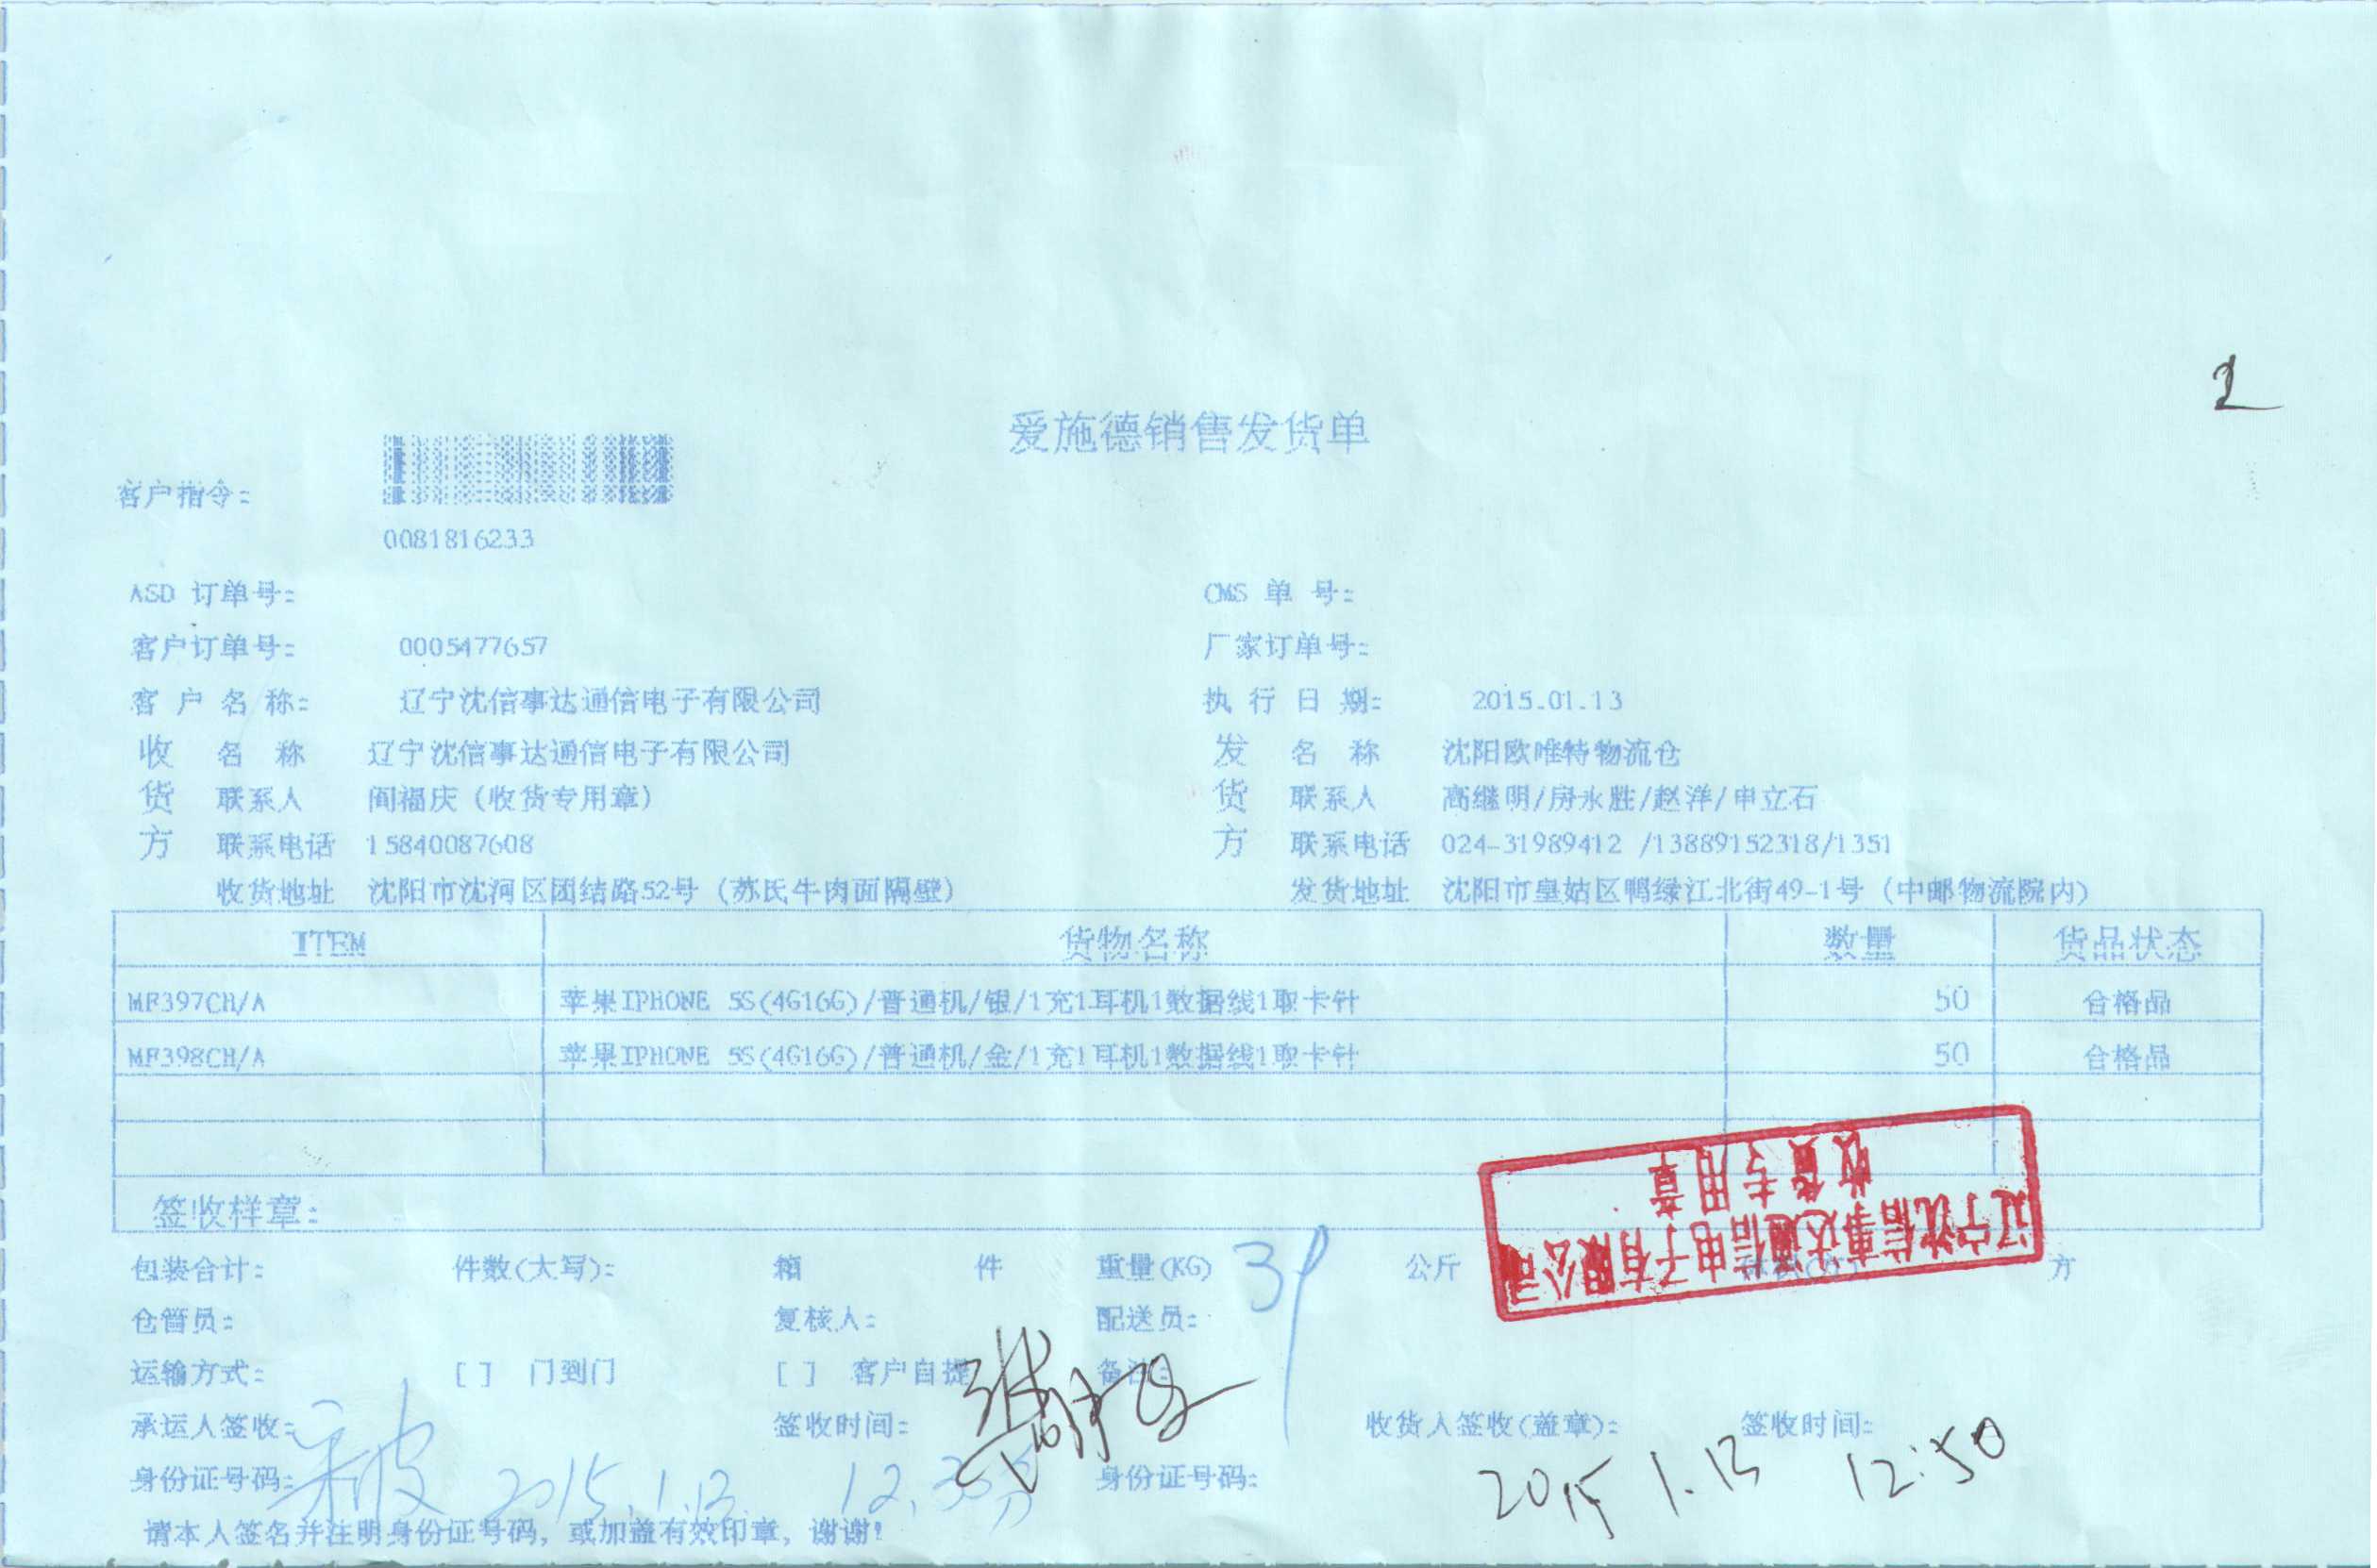 1
爱施德销售发货单
客户指令:
0081816233
ASD 订单号: CMS 单 号:
客户订单号: 0005477657 厂家订单号:
客 户 名 称: 辽宁沈信事达通信电子有限公司 执 行 日 期: 2015.01.13
收 名 称 辽宁沈信事达通信电子有限公司 发 名 称 沈阳欧唯特物流仓
货 联系人 阎福庆(收货专用章) 货 联系人 高继明/房永胜/赵洋/申立石
方 联系电话 15840087608 方 联系电话 024-31989412 /13889152318/1351
收货地址 沈阳市沈河区团结路52号(苏氏牛肉面隔壁) 发货地址 沈阳市皇姑区鸭绿江北街49-1号(中邮物流院内)
ITEM 货物名称 数量 货品状态
MF397CH/A 苹果IPHONE 5S(4G16G)/普通机/银/1充1耳机1数据线1取卡针 50 合格品
MF398CH/A 苹果IPHONE 5S(4G16G)/普通机/金/1充1耳机1数据线1取卡针 50 合格品
签收样章:
辽宁沈信事达通信电子有限公司
收货专用章
包装合计: 件数(大写): 箱 件 重量(KG) 39 公斤 方
仓管员: 复核人: 配送员:
运输方式: [ ] 门到门 [ ] 客户自提 备注:
承运人签收: 签收时间: 收货人签收(盖章): 签收时间:
身份证号码: 2015.1.13 12.35分 身份证号码: 2015 1.13 12:50
请本人签名并注明身份证号码, 或加盖有效印章, 谢谢!